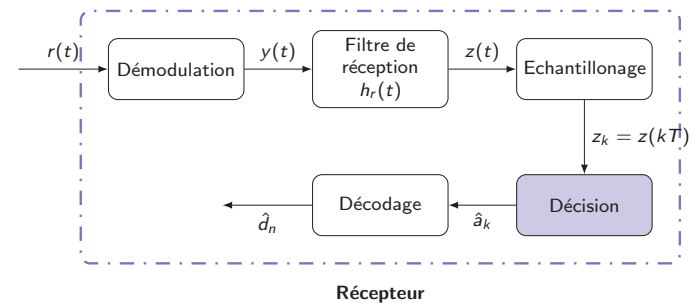 r(t)
Démodulation
y(t)
Filtre de
réception
h_r(t)
z(t)
Echantillonage
z_k = z(kT)
Décision
â_k
Décodage
d̂_n
Récepteur